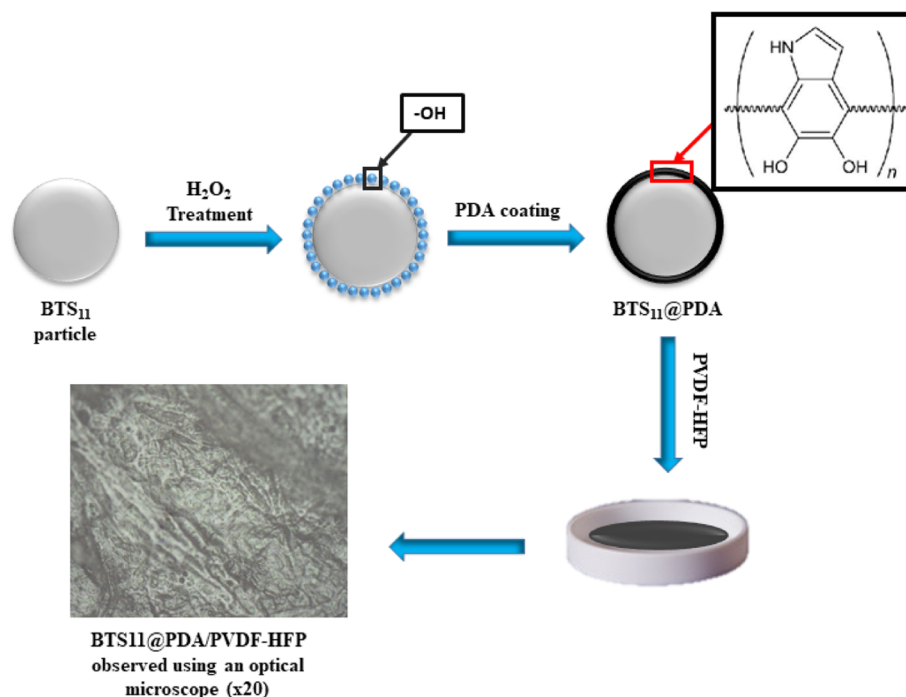 -OH
H₂O₂
Treatment
PDA coating
HN
HO
OH
n
BTS₁₁
particle
BTS₁₁@PDA
PVDF-HFP
BTS11@PDA/PVDF-HFP
observed using an optical
microscope (x20)